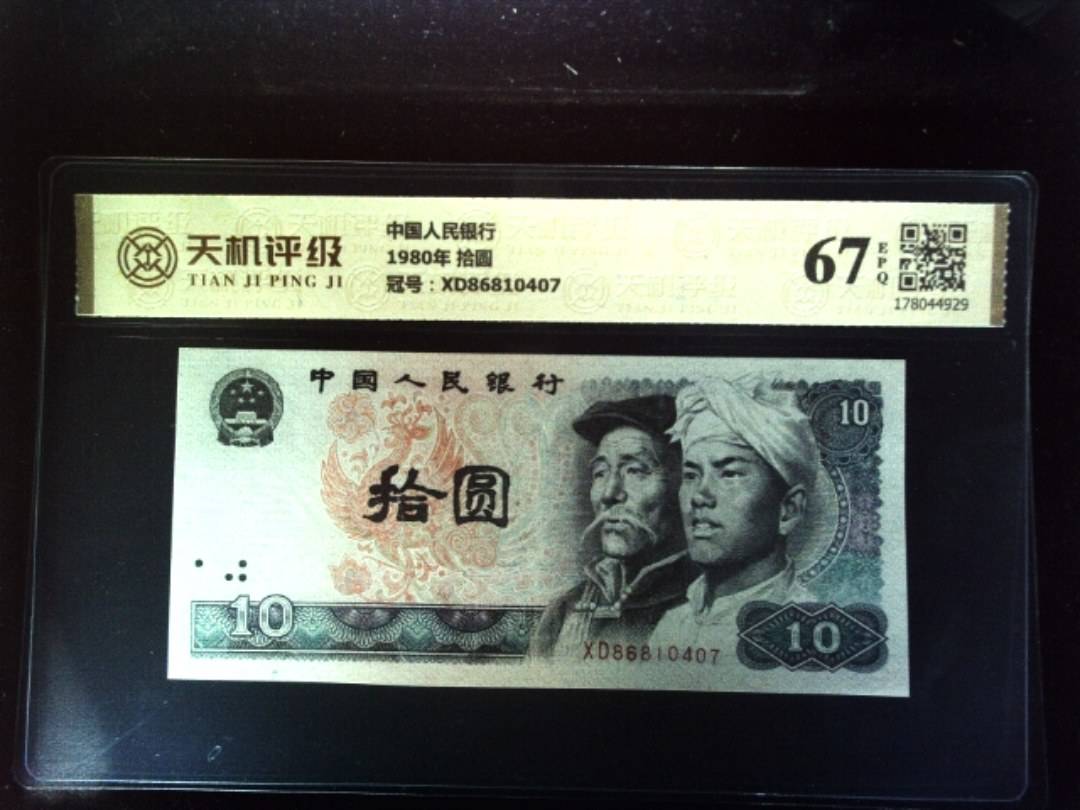 天机评级
TIAN JI PING JI
中国人民银行
1980年 拾圆
冠号：XD86810407
67
EPQ
178044929
中国人民银行
10
拾圆
10
XD86810407
10